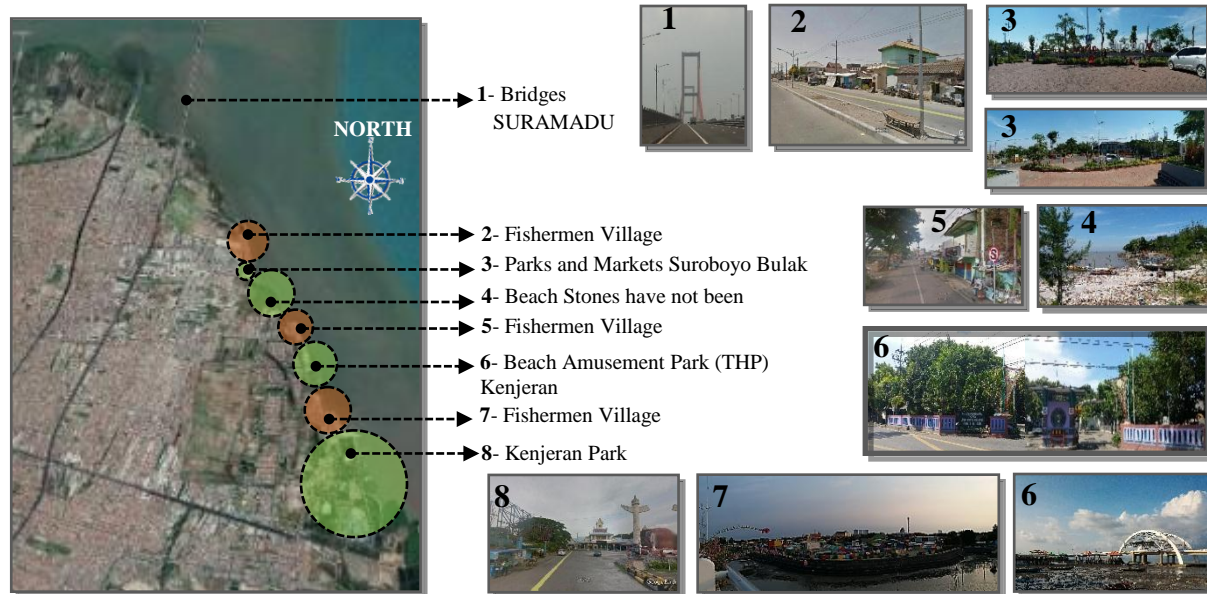 1
2
3
1- Bridges
SURAMADU
NORTH
3
5
4
2- Fishermen Village
3- Parks and Markets Suroboyo Bulak
4- Beach Stones have not been
5- Fishermen Village
6
6- Beach Amusement Park (THP)
Kenjeran
7- Fishermen Village
8- Kenjeran Park
8
7
6